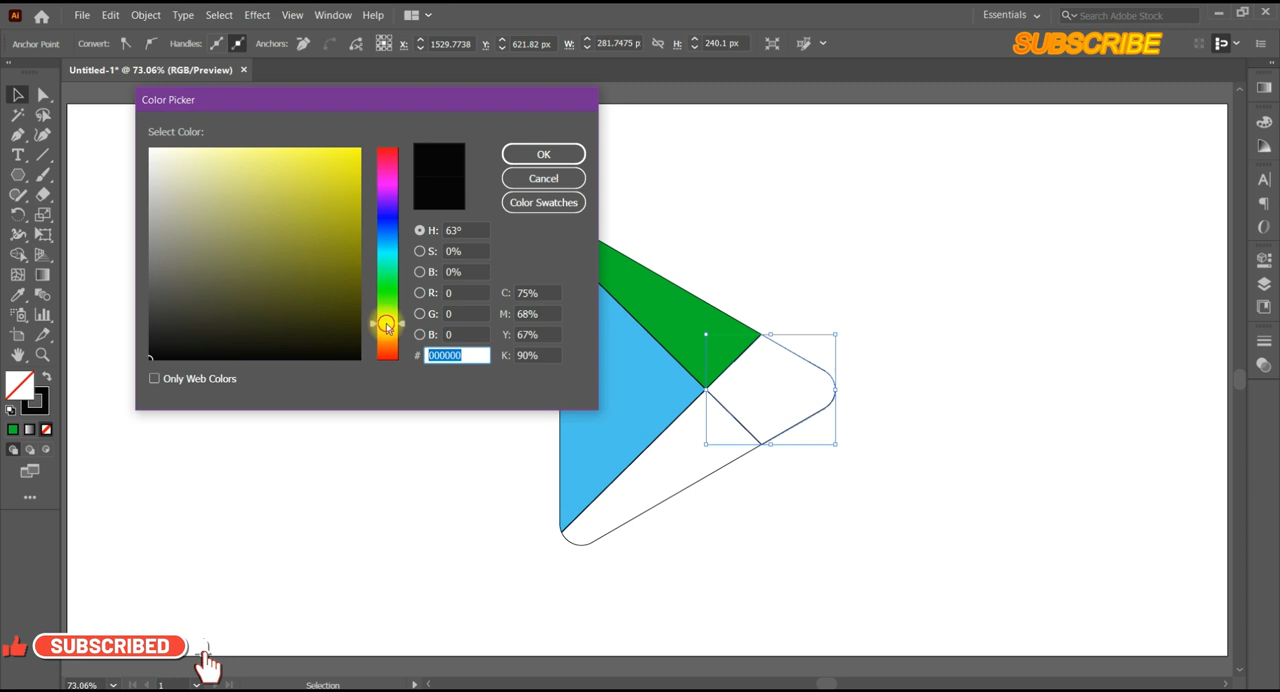 Ai File Edit Object Type Select Effect View Window Help Essentials Search Adobe Stock
Anchor Point Convert: Handles: Anchors: X: 1529.7738 Y: 621.82 px W: 281.7475 p H: 240.1 px SUBSCRIBE
Untitled-1* @ 73.06% (RGB/Preview)
Color Picker
Select Color:
OK
Cancel
Color Swatches
H: 63°
S: 0%
B: 0%
R: 0 C: 75%
G: 0 M: 68%
B: 0 Y: 67%
# 000000 K: 90%
Only Web Colors
SUBSCRIBED
73.06% 1 Selection